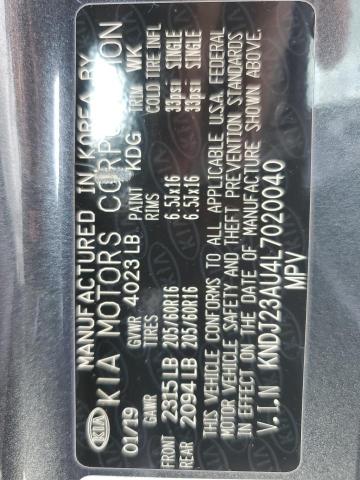 MANUFACTURED IN KOREA BY
KIA KIA MOTORS CORPORATION
01/19 GVWR 4023 LB PAINT KDG TRIM WK
GAWR TIRES RIMS COLD TIRE INFL
FRONT 2315 LB 205/60R16 6.5Jx16 33psi SINGLE
REAR 2094 LB 205/60R16 6.5Jx16 33psi SINGLE
THIS VEHICLE CONFORMS TO ALL APPLICABLE U.S.A. FEDERAL
MOTOR VEHICLE SAFETY AND THEFT PREVENTION STANDARDS
IN EFFECT ON THE DATE OF MANUFACTURE SHOWN ABOVE.
V.I.N KNDJ23AU4L7020040
MPV